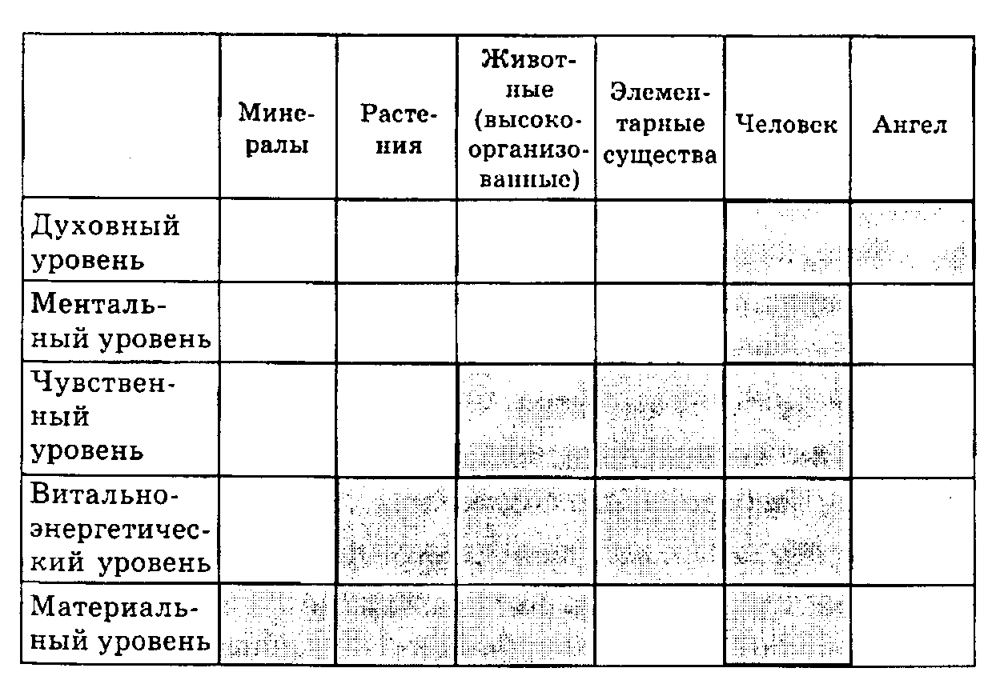 Мине-
ралы
Расте-
ния
Живот-
ные
(высоко-
организо-
ванные)
Элемен-
тарные
существа
Человек
Ангел
Духовный
уровень
Менталь-
ный уровень
Чувствен-
ный
уровень
Витально-
энергетичес-
кий уровень
Материаль-
ный уровень